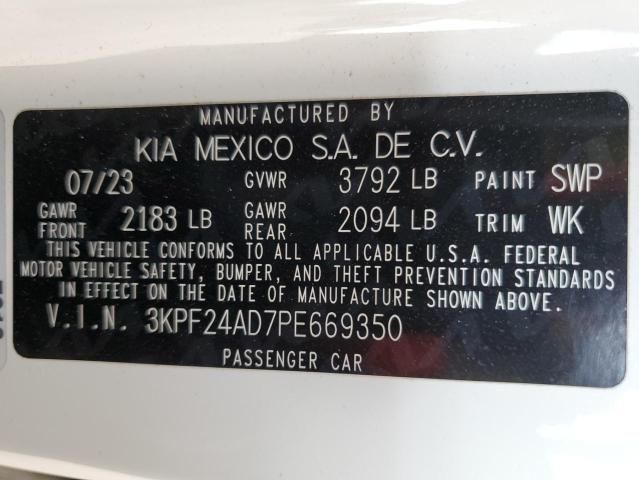 MANUFACTURED BY
KIA MEXICO S.A. DE C.V.
07/23 GVWR 3792 LB PAINT SWP
GAWR FRONT 2183 LB GAWR REAR 2094 LB TRIM WK
THIS VEHICLE CONFORMS TO ALL APPLICABLE U.S.A. FEDERAL
MOTOR VEHICLE SAFETY, BUMPER, AND THEFT PREVENTION STANDARDS
IN EFFECT ON THE DATE OF MANUFACTURE SHOWN ABOVE.
V.I.N. 3KPF24AD7PE669350
PASSENGER CAR